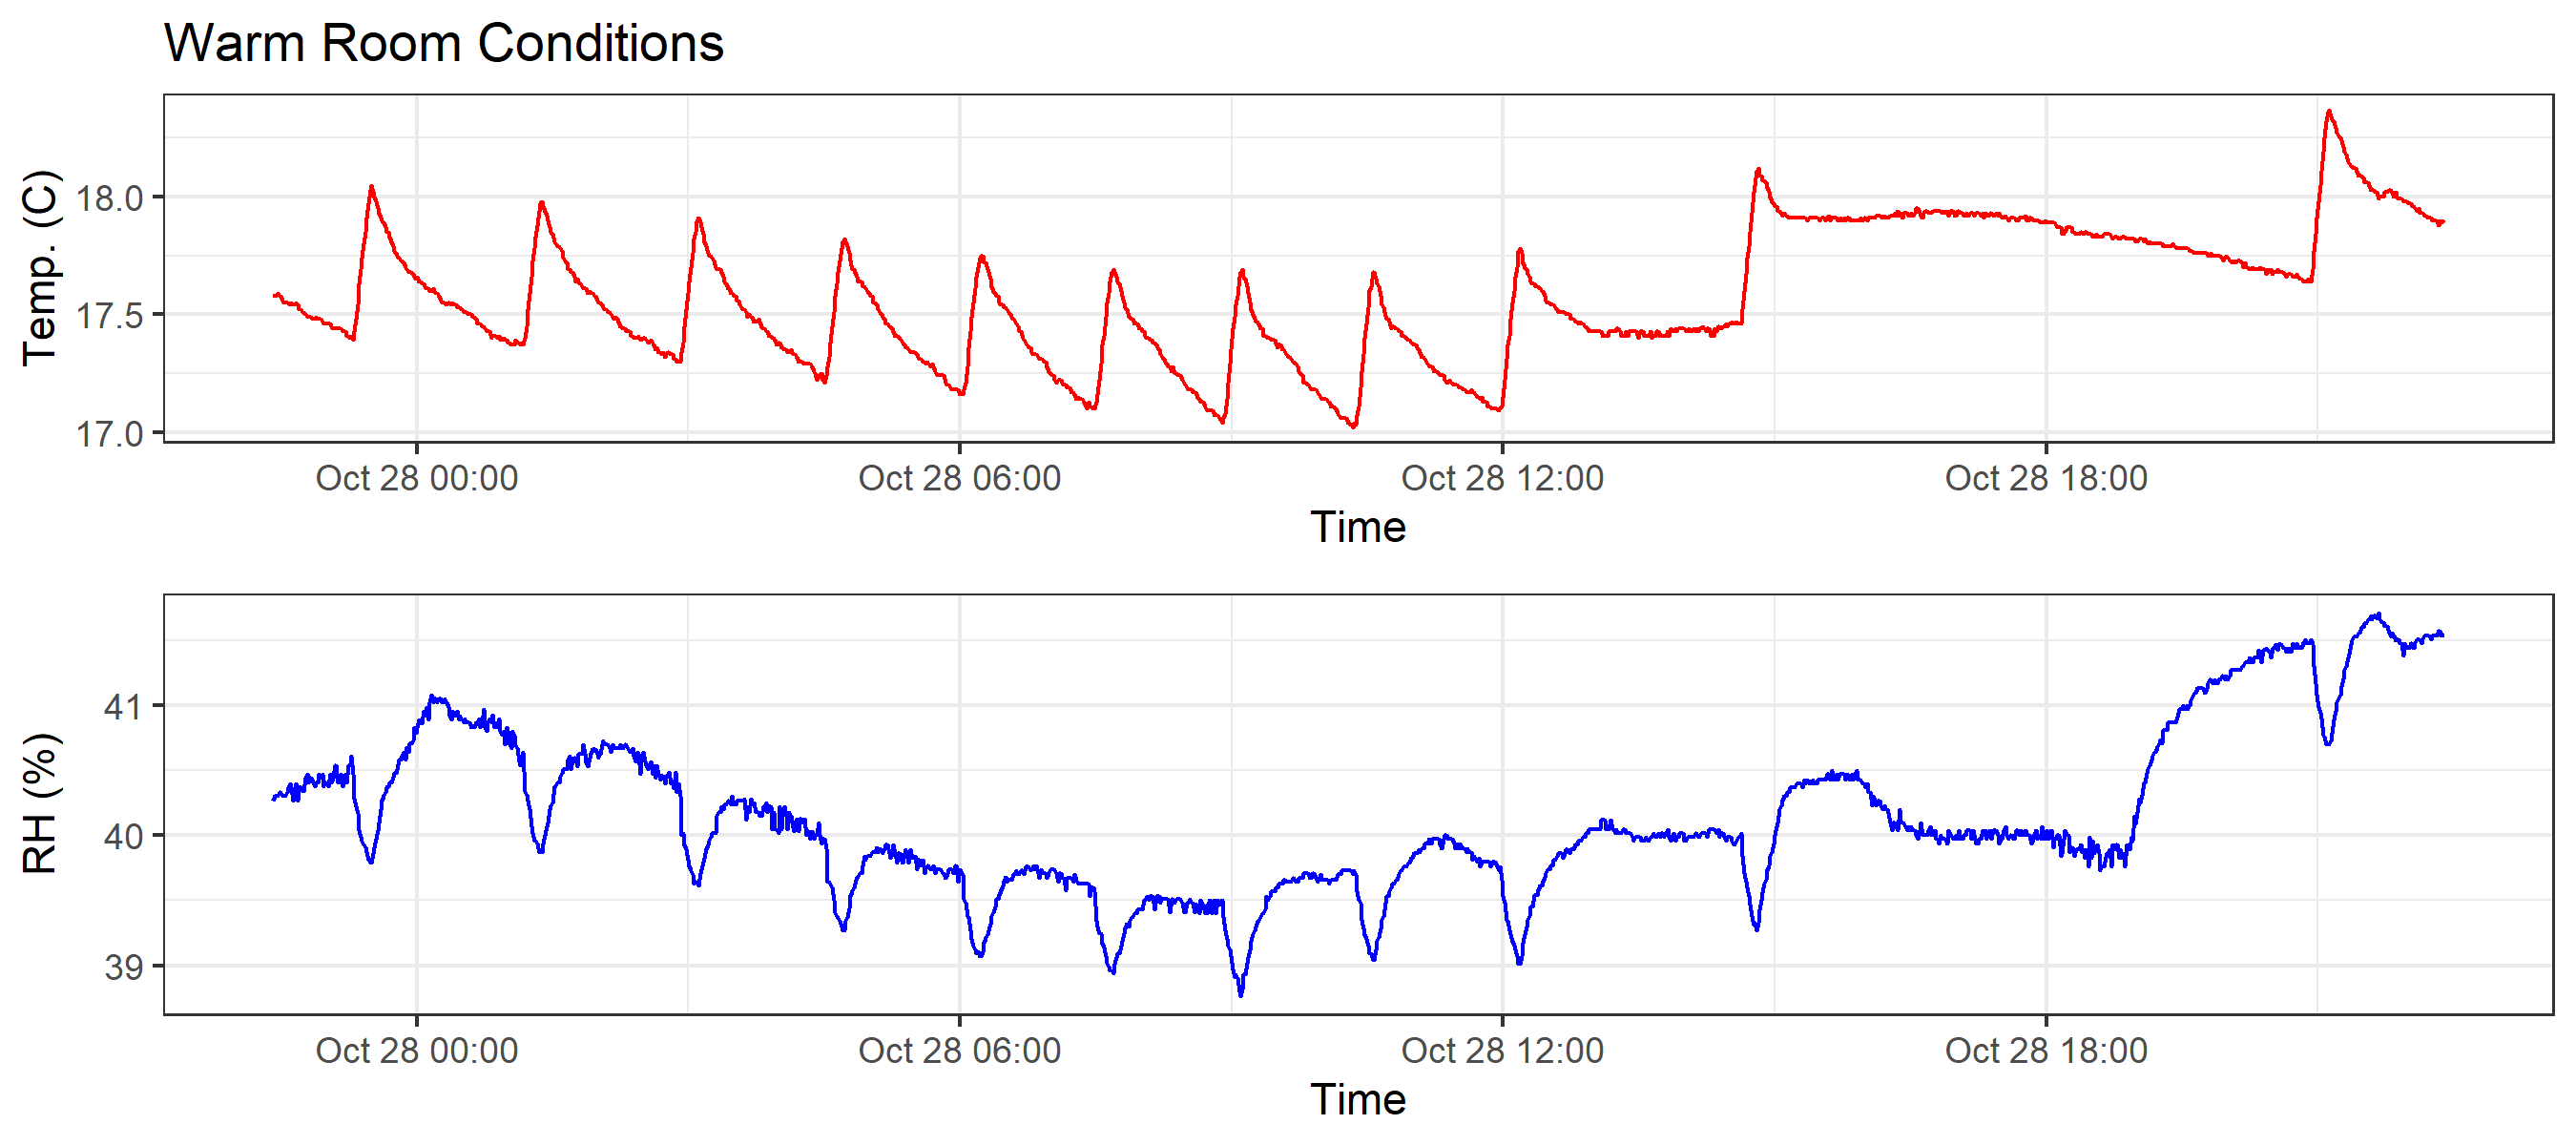 Warm Room Conditions
Temp. (C)
18.0
17.5
17.0
Oct 28 00:00 Oct 28 06:00 Oct 28 12:00 Oct 28 18:00
Time
RH (%)
41
40
39
Oct 28 00:00 Oct 28 06:00 Oct 28 12:00 Oct 28 18:00
Time